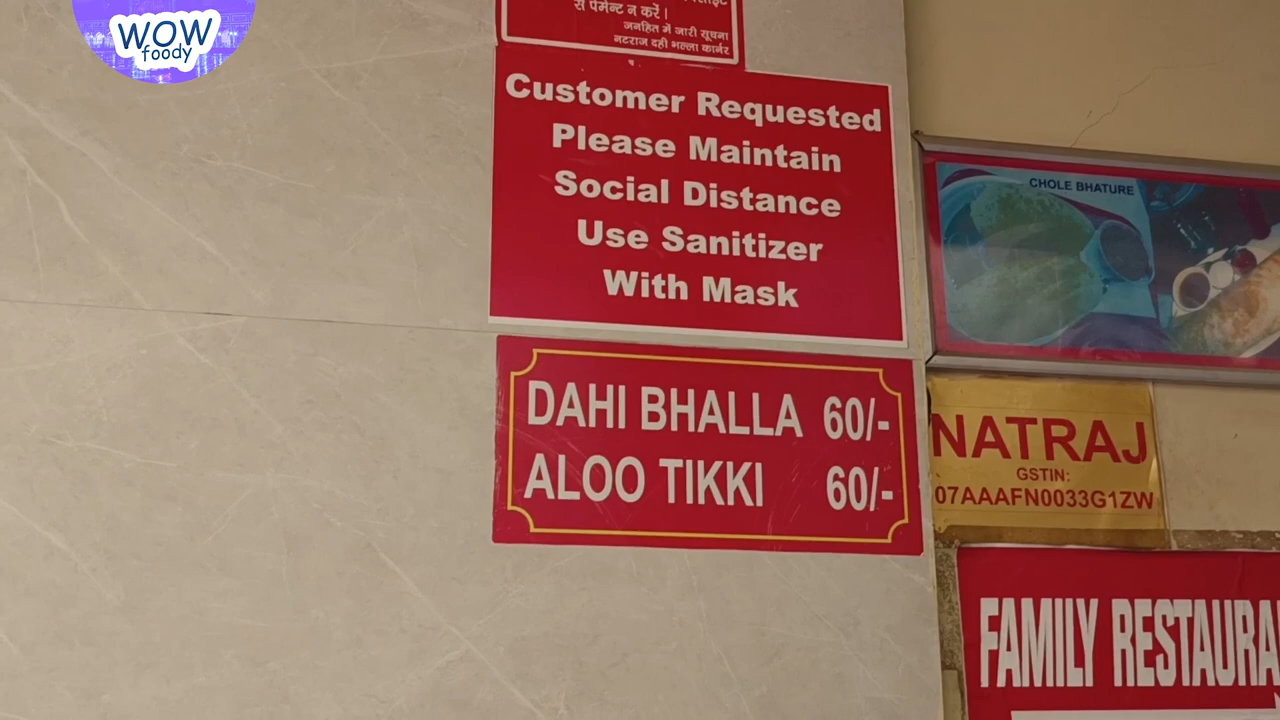 WOW
foody
से पेमेन्ट न करें।
जनहित में जारी सूचना
नटराज दही भल्ला कार्नर
Customer Requested
Please Maintain
Social Distance
Use Sanitizer
With Mask
DAHI BHALLA 60/-
ALOO TIKKI 60/-
CHOLE BHATURE
NATRAJ
GSTIN:
07AAAFN0033G1ZW
FAMILY